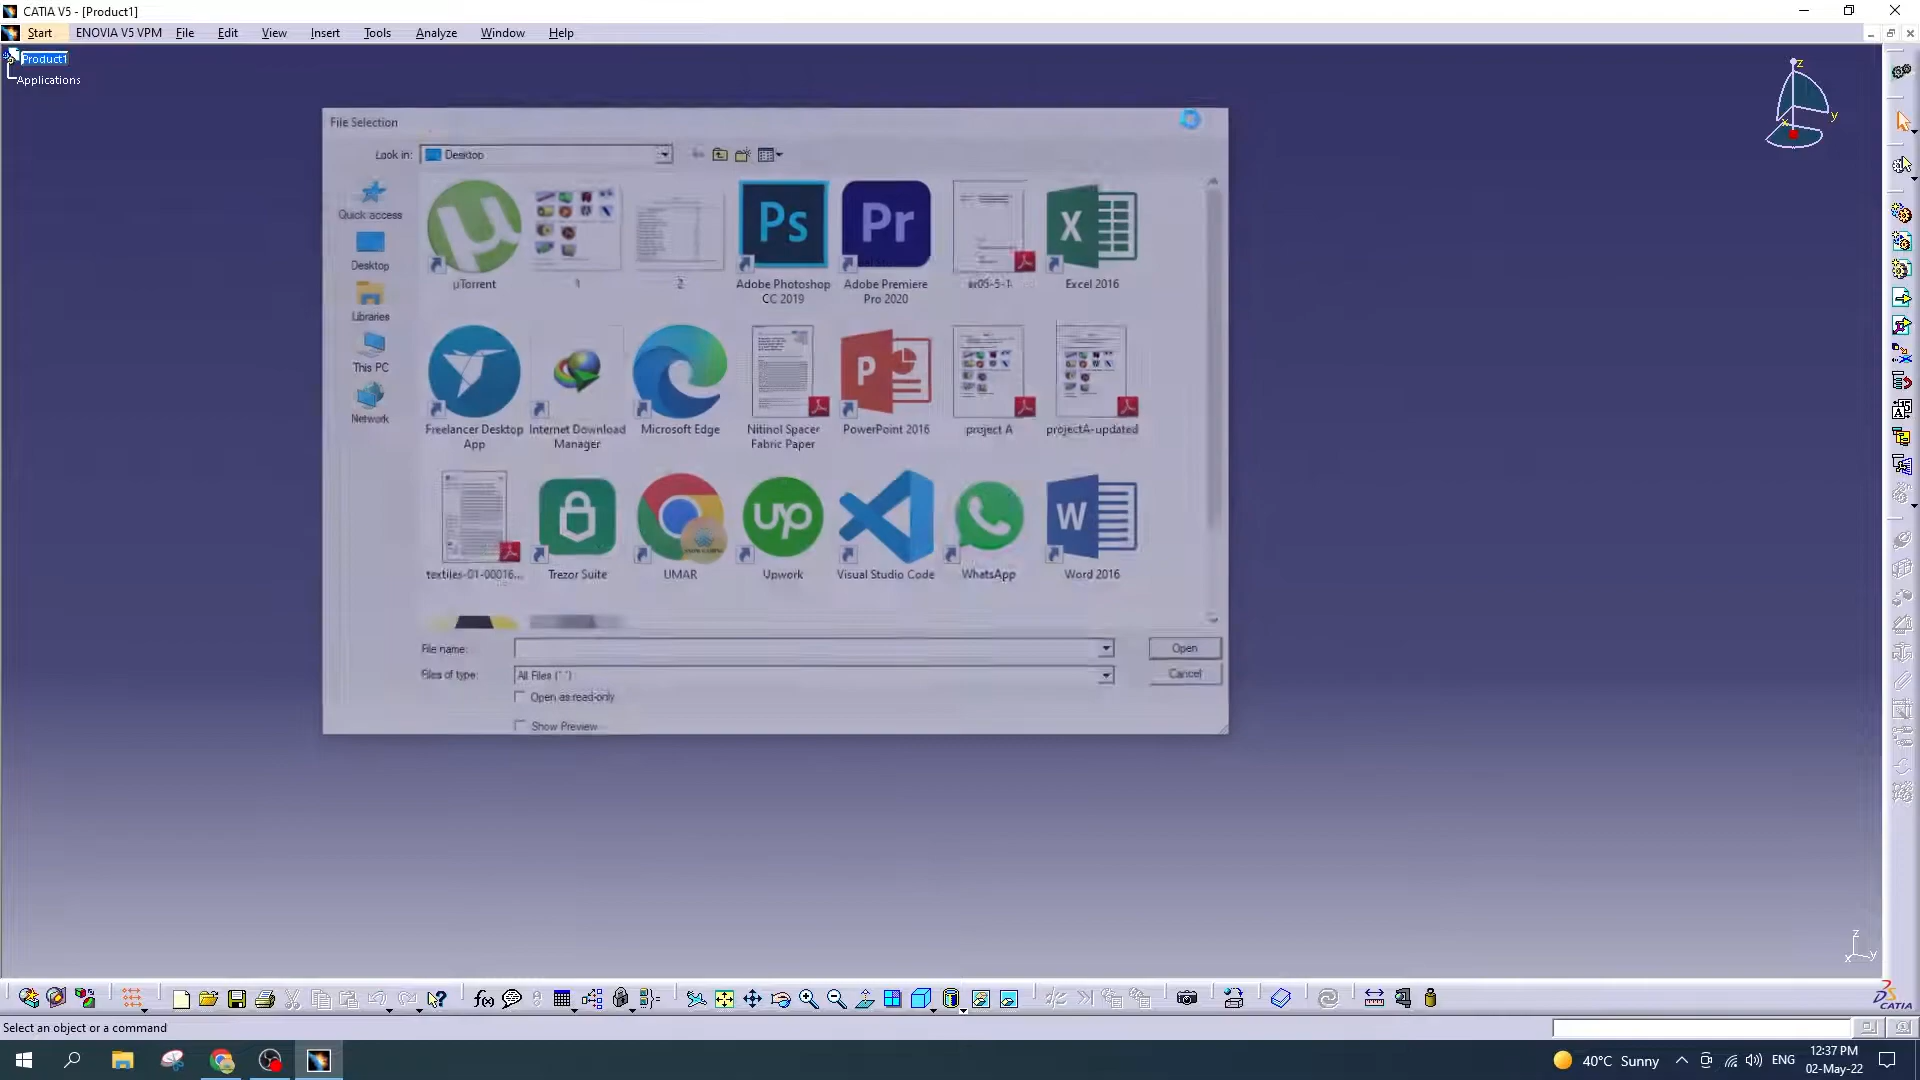 CATIA V5 - [Product1]
Start ENOVIA V5 VPM File Edit View Insert Tools Analyze Window Help
Product1
Applications
z
y
x
File Selection
Look in: Desktop
Quick access
Desktop
Libraries
This PC
Network
µTorrent
1
2
Adobe Photoshop
CC 2019
Adobe Premiere
Pro 2020
Excel 2016
Freelancer Desktop
App
Internet Download
Manager
Microsoft Edge
Nitinol Spacer
Fabric Paper
PowerPoint 2016
project A
projectA-updated
textiles-01-00016...
Trezor Suite
UMAR
Upwork
Visual Studio Code
WhatsApp
Word 2016
File name:
Open
Files of type: All Files (*.*)
Cancel
Open as read-only
Show Preview
z
x y
CATIA
Select an object or a command
40°C Sunny
ENG
12:37 PM
02-May-22